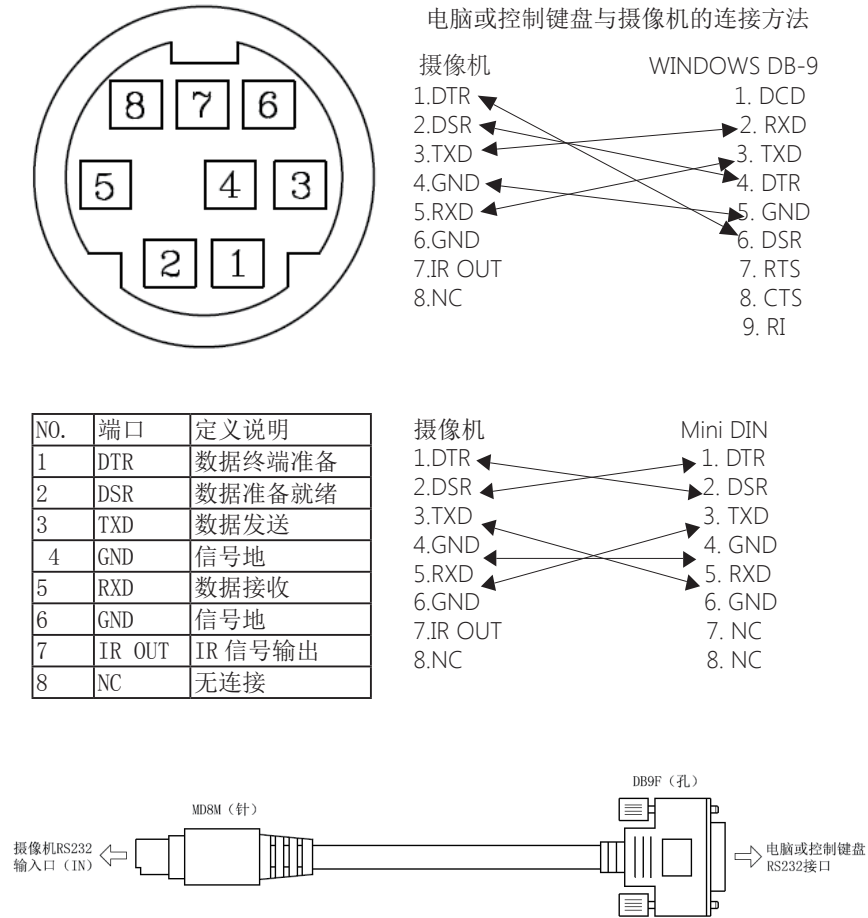 电脑或控制键盘与摄像机的连接方法
8 7 6
5 4 3
2 1
摄像机 WINDOWS DB-9
1.DTR 1. DCD
2.DSR 2. RXD
3.TXD 3. TXD
4.GND 4. DTR
5.RXD 5. GND
6.GND 6. DSR
7.IR OUT 7. RTS
8.NC 8. CTS
9. RI
NO. 端口 定义说明
1 DTR 数据终端准备
2 DSR 数据准备就绪
3 TXD 数据发送
4 GND 信号地
5 RXD 数据接收
6 GND 信号地
7 IR OUT IR信号输出
8 NC 无连接
摄像机 Mini DIN
1.DTR 1. DTR
2.DSR 2. DSR
3.TXD 3. TXD
4.GND 4. GND
5.RXD 5. RXD
6.GND 6. GND
7.IR OUT 7. NC
8.NC 8. NC
DB9F（孔）
MD8M（针）
摄像机RS232
输入口（IN）
电脑或控制键盘
RS232接口